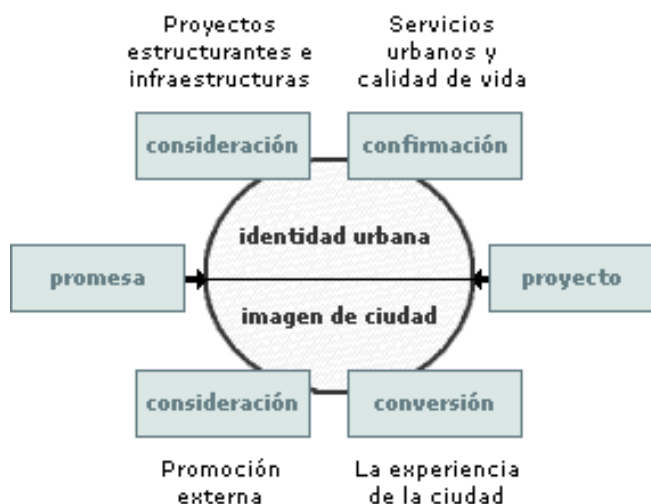 Proyectos
estructurantes e
infraestructuras
Servicios
urbanos y
calidad de vida
consideración
confirmación
identidad urbana
promesa
proyecto
imagen de ciudad
consideración
conversión
Promoción
externa
La experiencia
de la ciudad